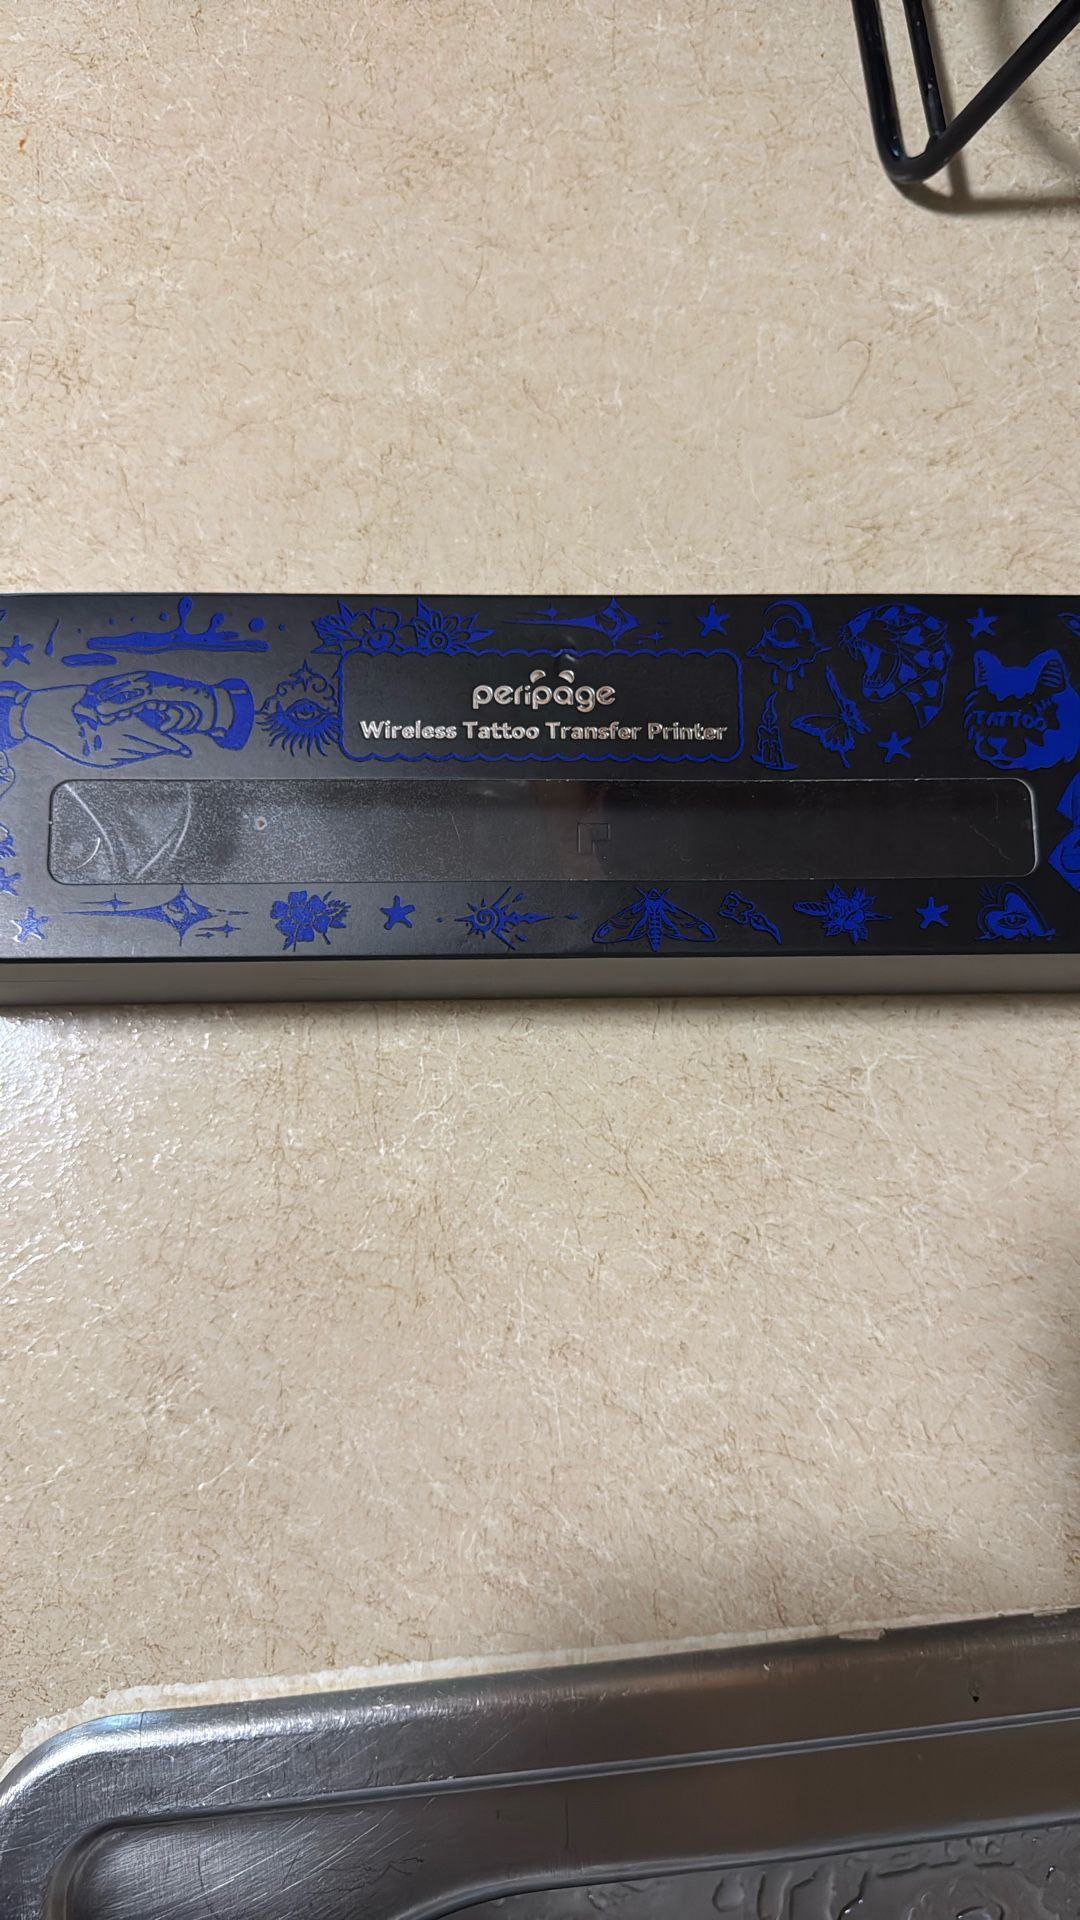 peripage
Wireless Tattoo Transfer Printer
TATTOO